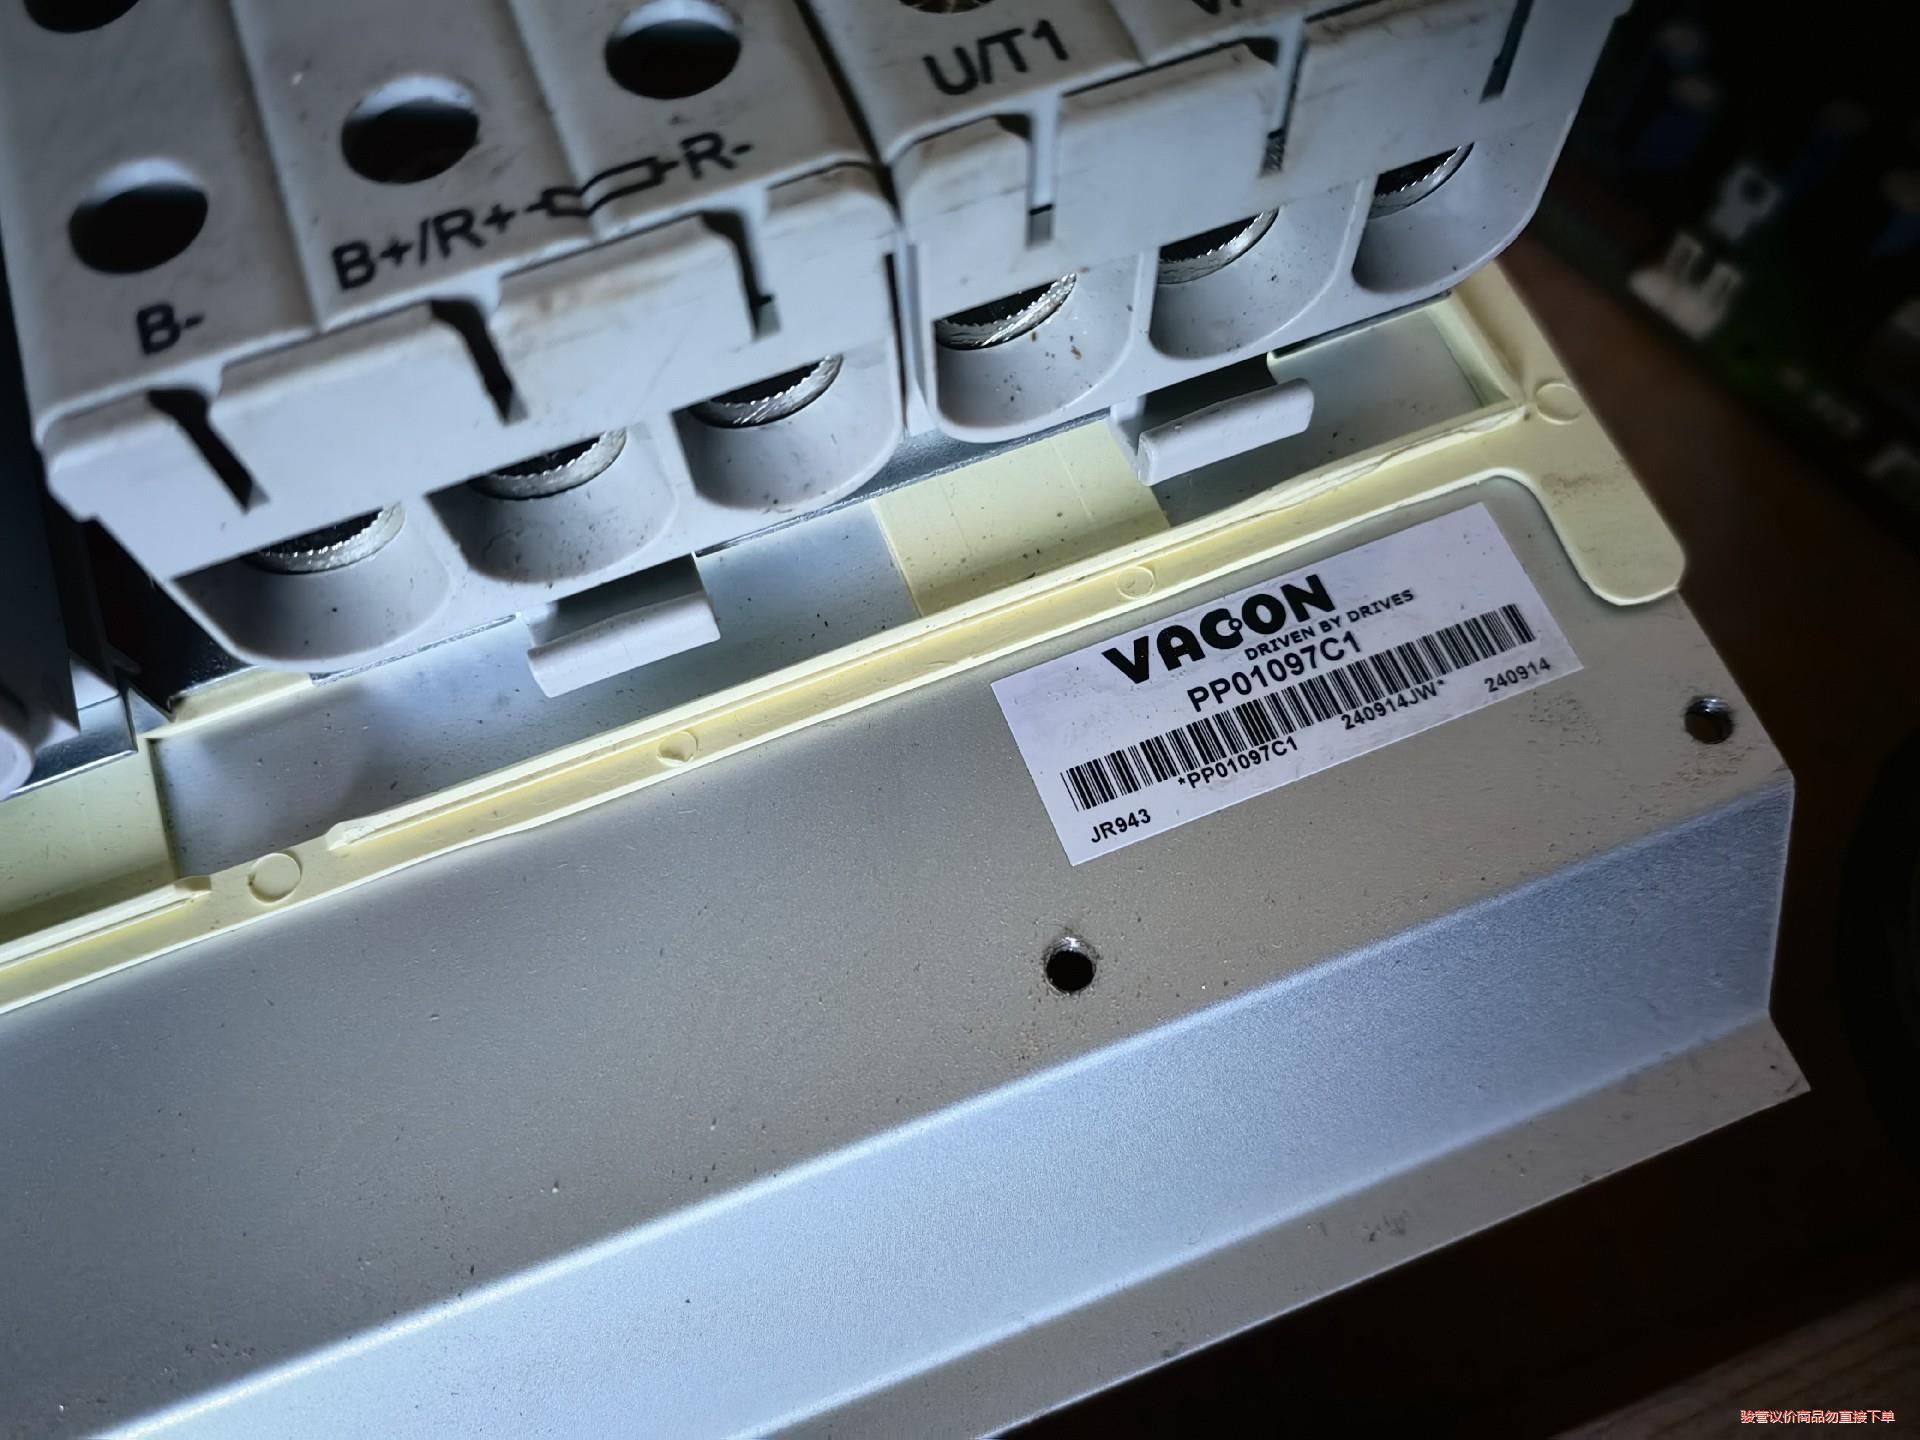 U/T1
R-
B+/R+
B-
VACON
DRIVEN BY DRIVES
PP01097C1
*PP01097C1 240914JW* 240914
JR943
骏菅议价商品勿直接下单